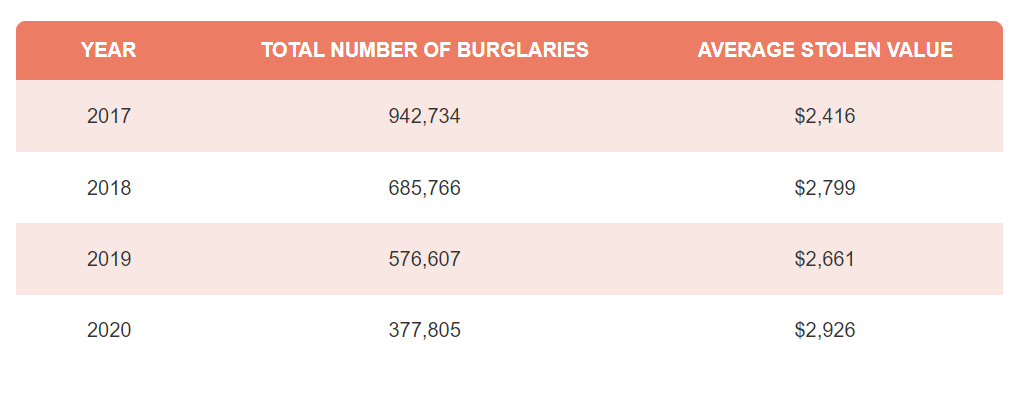 YEAR TOTAL NUMBER OF BURGLARIES AVERAGE STOLEN VALUE
2017 942,734 $2,416
2018 685,766 $2,799
2019 576,607 $2,661
2020 377,805 $2,926